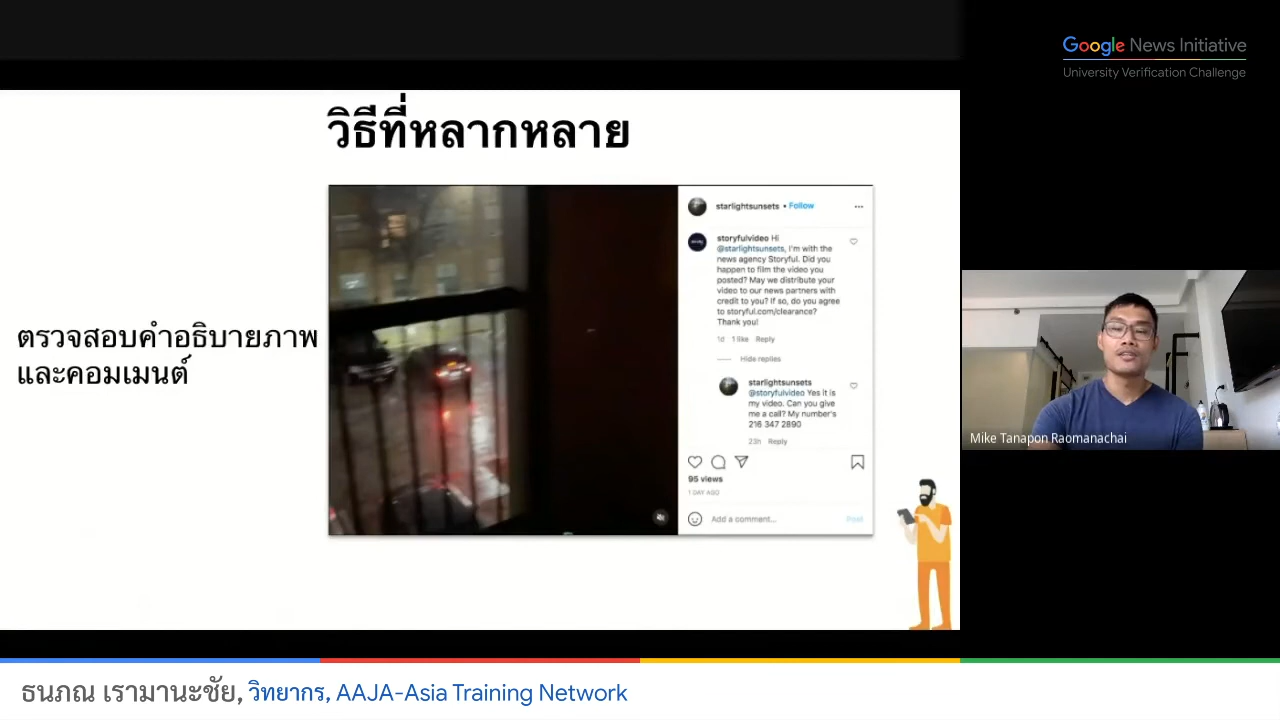 Google News Initiative
University Verification Challenge
วิธีที่หลากหลาย
ตรวจสอบคำอธิบายภาพ
และคอมเมนต์
starlightsunsets • Follow
storyfulvideo Hi
@starlightsunsets, I'm with the
news agency Storyful. Did you
happen to film the video you
posted? May we distribute your
video to our news partners with
credit to you? If so, do you agree
to storyful.com/clearance?
Thank you!
1d 1 like Reply
Hide replies
starlightsunsets
@storyfulvideo Yes it is
my video. Can you give
me a call? My number's
216 347 2890
23h Reply
95 views
1 DAY AGO
Add a comment... Post
Mike Tanapon Raomanachai
ธนภณ เรามานะชัย, วิทยากร, AAJA-Asia Training Network